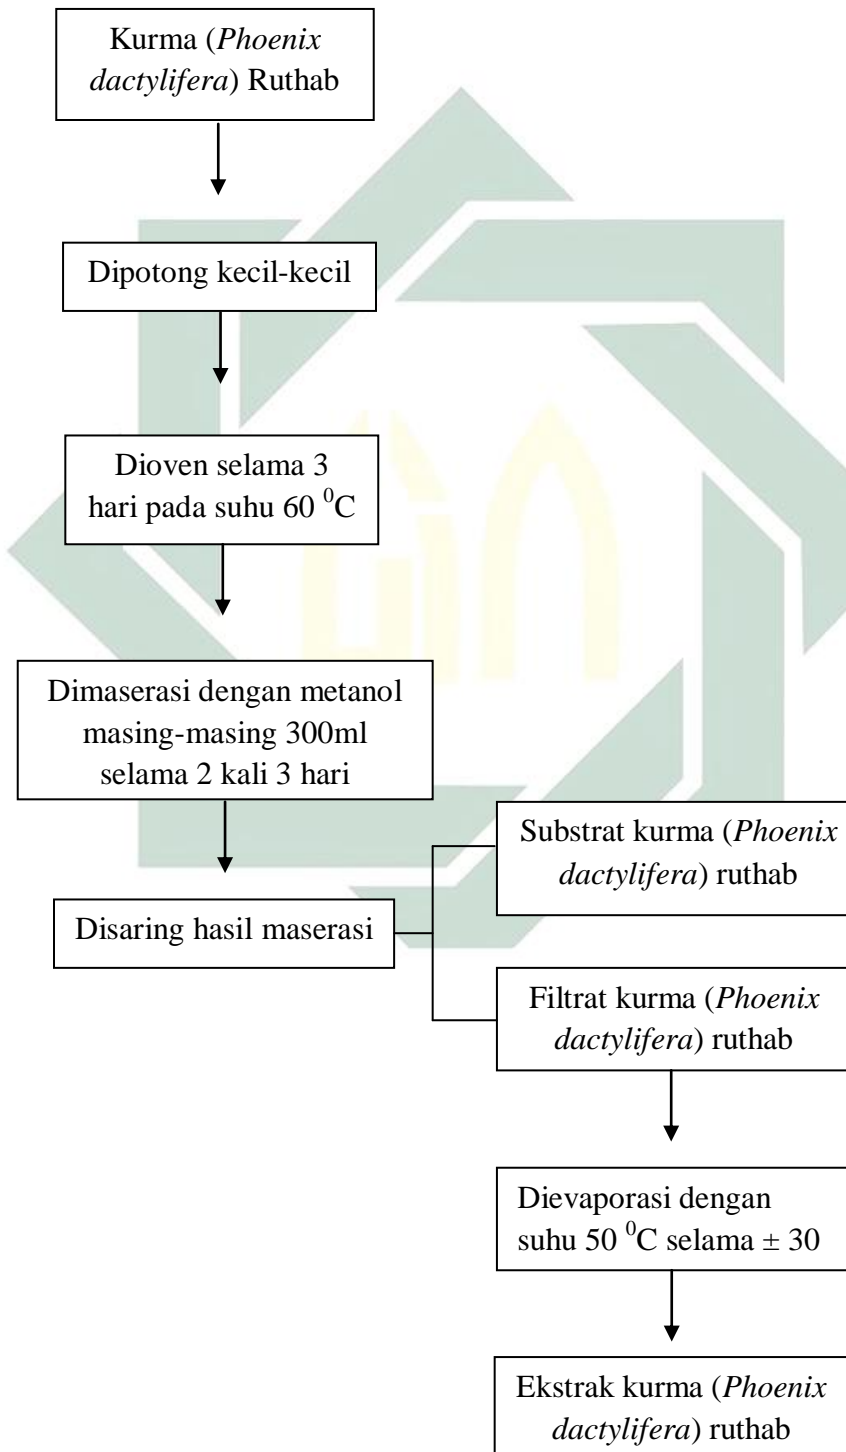 Kurma (Phoenix
dactylifera) Ruthab
Dipotong kecil-kecil
Dioven selama 3
hari pada suhu 60 ⁰C
Dimaserasi dengan metanol
masing-masing 300ml
selama 2 kali 3 hari
Disaring hasil maserasi
Substrat kurma (Phoenix
dactylifera) ruthab
Filtrat kurma (Phoenix
dactylifera) ruthab
Dievaporasi dengan
suhu 50 ⁰C selama ± 30
Ekstrak kurma (Phoenix
dactylifera) ruthab